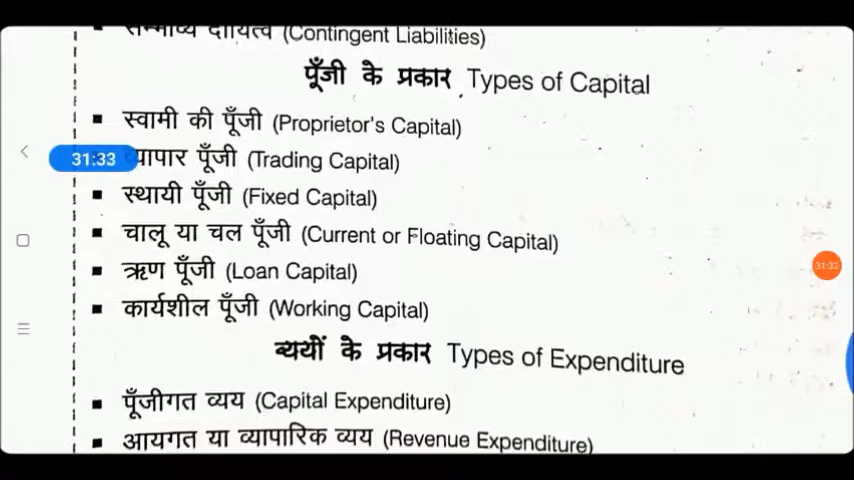 सम्भाव्य दायित्व (Contingent Liabilities)
पूँजी के प्रकार Types of Capital
▪ स्वामी की पूँजी (Proprietor's Capital)
31:33
▪ व्यापार पूँजी (Trading Capital)
▪ स्थायी पूँजी (Fixed Capital)
▪ चालू या चल पूँजी (Current or Floating Capital)
31:32
▪ ऋण पूँजी (Loan Capital)
▪ कार्यशील पूँजी (Working Capital)
व्ययों के प्रकार Types of Expenditure
▪ पूँजीगत व्यय (Capital Expenditure)
▪ आयगत या व्यापारिक व्यय (Revenue Expenditure)